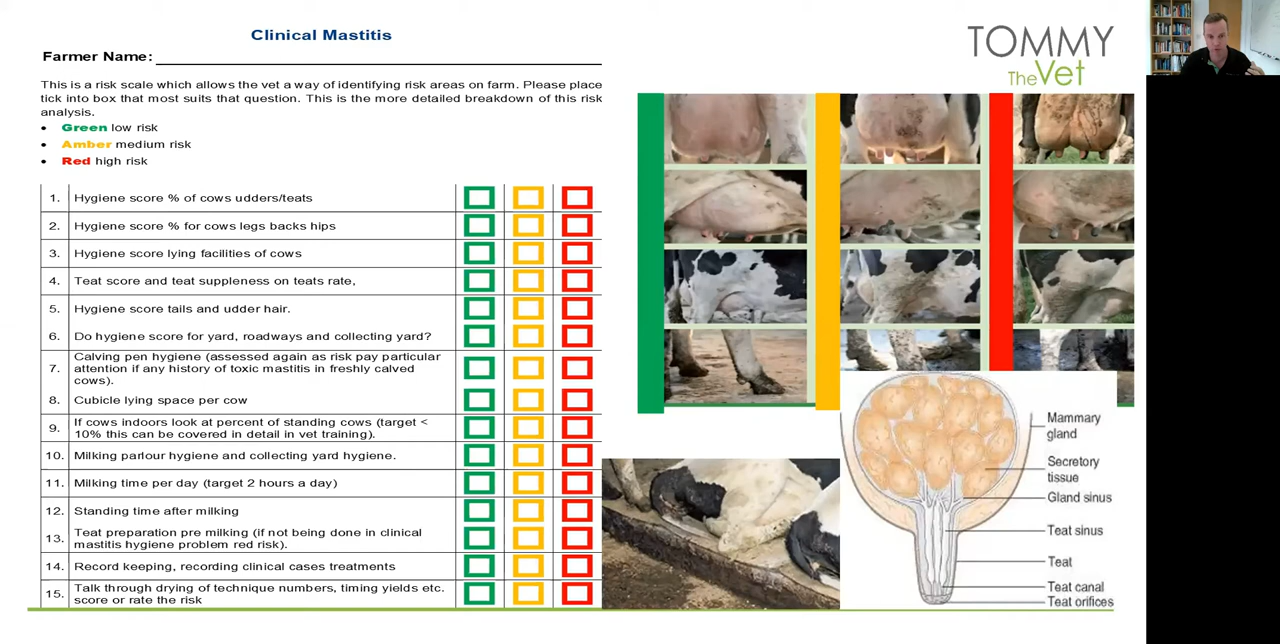 Clinical Mastitis
Farmer Name:
This is a risk scale which allows the vet a way of identifying risk areas on farm. Please place
tick into box that most suits that question. This is the more detailed breakdown of this risk
analysis.
• Green low risk
• Amber medium risk
• Red high risk
1. Hygiene score % of cows udders/teats
2. Hygiene score % for cows legs backs hips
3. Hygiene score lying facilities of cows
4. Teat score and teat suppleness on teats rate,
5. Hygiene score tails and udder hair.
6. Do hygiene score for yard, roadways and collecting yard?
7. Calving pen hygiene (assessed again as risk pay particular
attention if any history of toxic mastitis in freshly calved
cows).
8. Cubicle lying space per cow
9. If cows indoors look at percent of standing cows (target <
10% this can be covered in detail in vet training).
10. Milking parlour hygiene and collecting yard hygiene.
11. Milking time per day (target 2 hours a day)
12. Standing time after milking
13. Teat preparation pre milking (if not being done in clinical
mastitis hygiene problem red risk).
14. Record keeping, recording clinical cases treatments
15. Talk through drying of technique numbers, timing yields etc.
score or rate the risk
TOMMY
The Vet
Mammary
gland
Secretory
tissue
Gland sinus
Teat sinus
Teat
Teat canal
Teat orifices